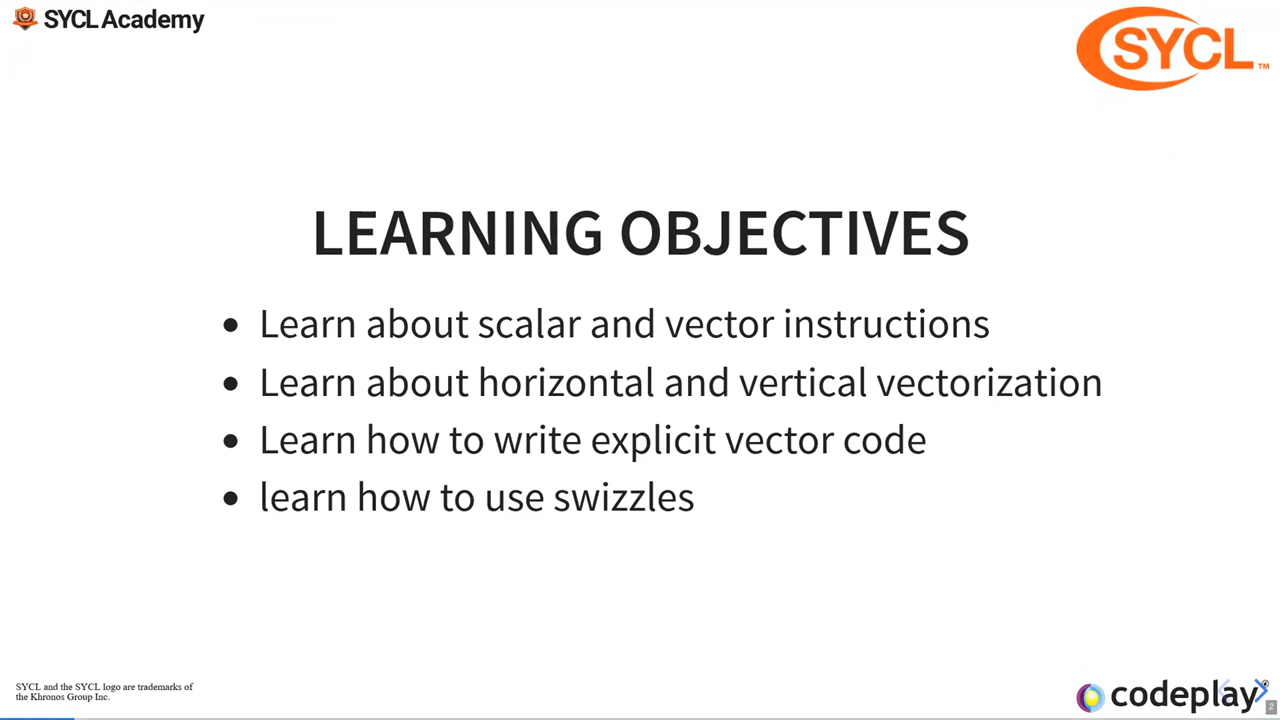 SYCL Academy
SYCL™
LEARNING OBJECTIVES
• Learn about scalar and vector instructions
• Learn about horizontal and vertical vectorization
• Learn how to write explicit vector code
• learn how to use swizzles
SYCL and the SYCL logo are trademarks of
the Khronos Group Inc.
codeplay®
2